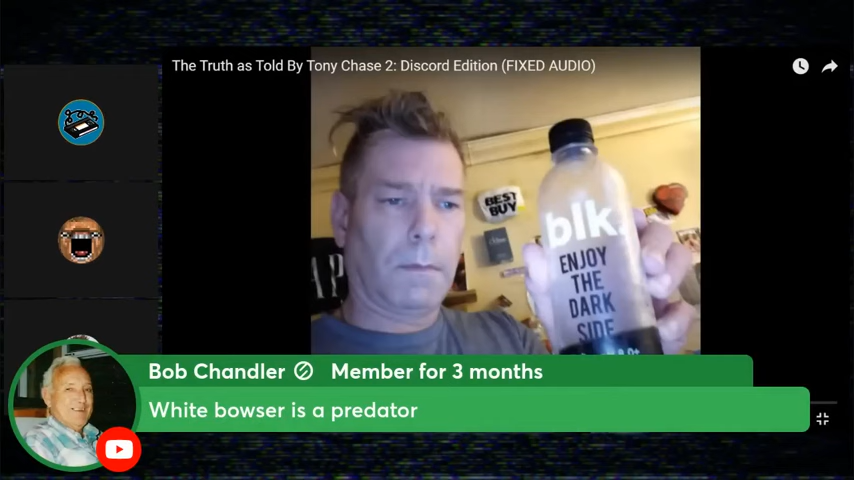 The Truth as Told By Tony Chase 2: Discord Edition (FIXED AUDIO)
BEST
BUY
blk.
ENJOY
THE
DARK
SIDE
Bob Chandler Member for 3 months
White bowser is a predator